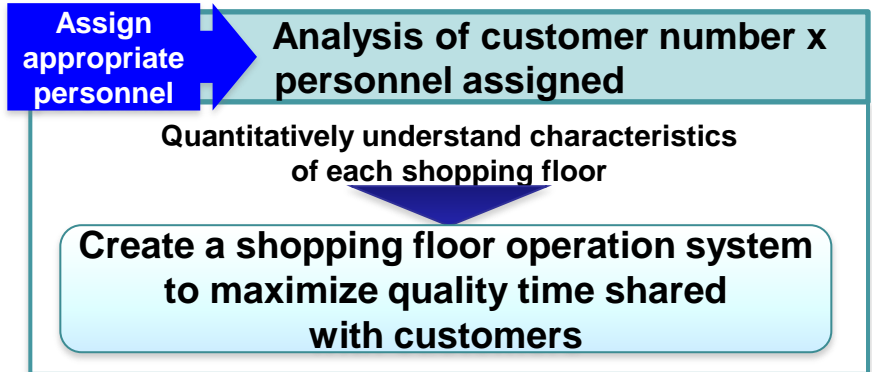 Assign
appropriate
personnel
Analysis of customer number x
personnel assigned
Quantitatively understand characteristics
of each shopping floor
Create a shopping floor operation system
to maximize quality time shared
with customers